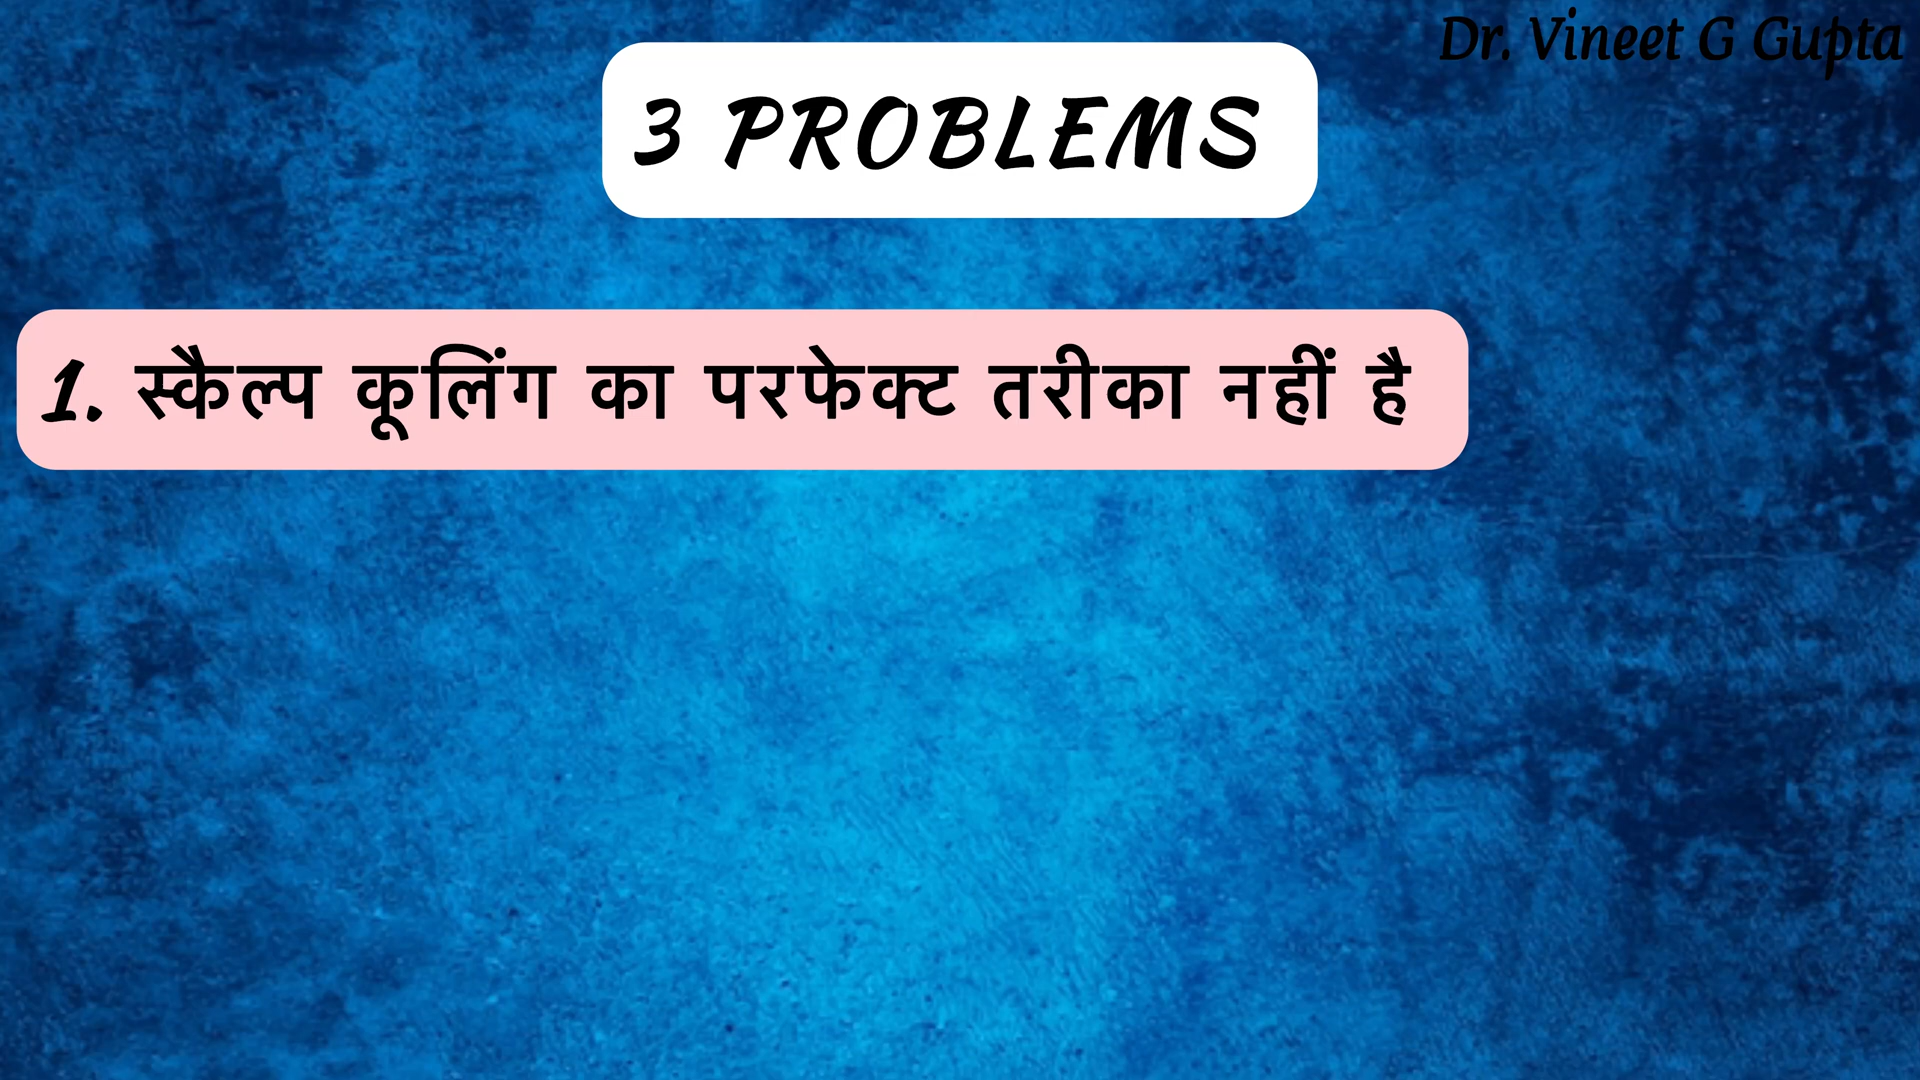 Dr. Vineet G Gupta
3 PROBLEMS
1. स्कैल्प कूलिंग का परफेक्ट तरीका नहीं है